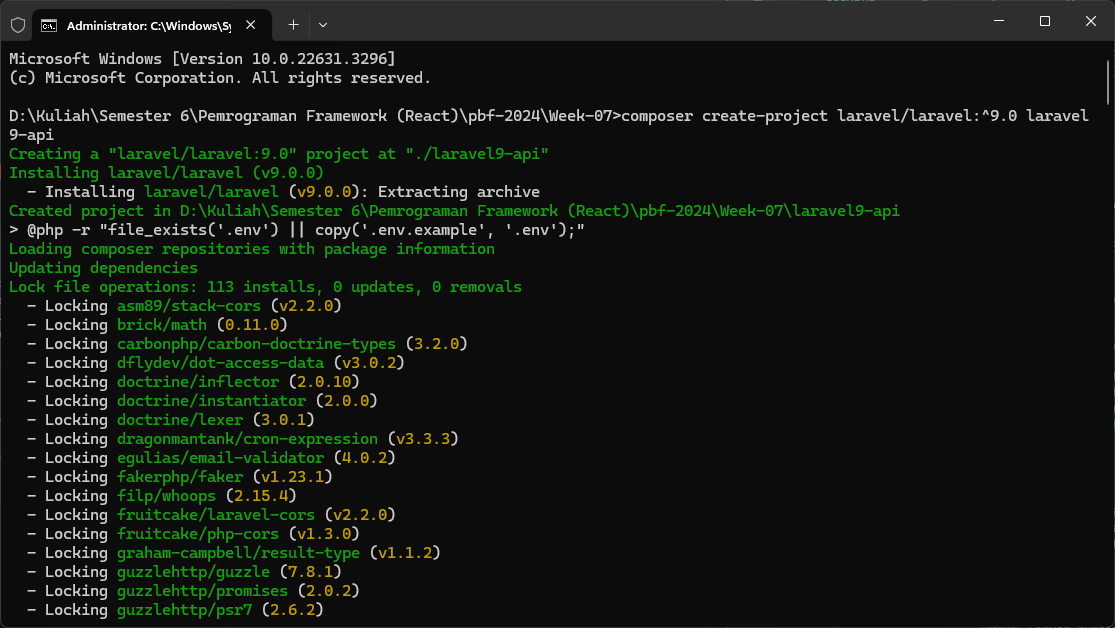 Administrator: C:\Windows\Sy
Microsoft Windows [Version 10.0.22631.3296]
(c) Microsoft Corporation. All rights reserved.
D:\Kuliah\Semester 6\Pemrograman Framework (React)\pbf-2024\Week-07>composer create-project laravel/laravel:^9.0 laravel
9-api
Creating a "laravel/laravel:9.0" project at "./laravel9-api"
Installing laravel/laravel (v9.0.0)
  - Installing laravel/laravel (v9.0.0): Extracting archive
Created project in D:\Kuliah\Semester 6\Pemrograman Framework (React)\pbf-2024\Week-07\laravel9-api
> @php -r "file_exists('.env') || copy('.env.example', '.env');"
Loading composer repositories with package information
Updating dependencies
Lock file operations: 113 installs, 0 updates, 0 removals
  - Locking asm89/stack-cors (v2.2.0)
  - Locking brick/math (0.11.0)
  - Locking carbonphp/carbon-doctrine-types (3.2.0)
  - Locking dflydev/dot-access-data (v3.0.2)
  - Locking doctrine/inflector (2.0.10)
  - Locking doctrine/instantiator (2.0.0)
  - Locking doctrine/lexer (3.0.1)
  - Locking dragonmantank/cron-expression (v3.3.3)
  - Locking egulias/email-validator (4.0.2)
  - Locking fakerphp/faker (v1.23.1)
  - Locking filp/whoops (2.15.4)
  - Locking fruitcake/laravel-cors (v2.2.0)
  - Locking fruitcake/php-cors (v1.3.0)
  - Locking graham-campbell/result-type (v1.1.2)
  - Locking guzzlehttp/guzzle (7.8.1)
  - Locking guzzlehttp/promises (2.0.2)
  - Locking guzzlehttp/psr7 (2.6.2)